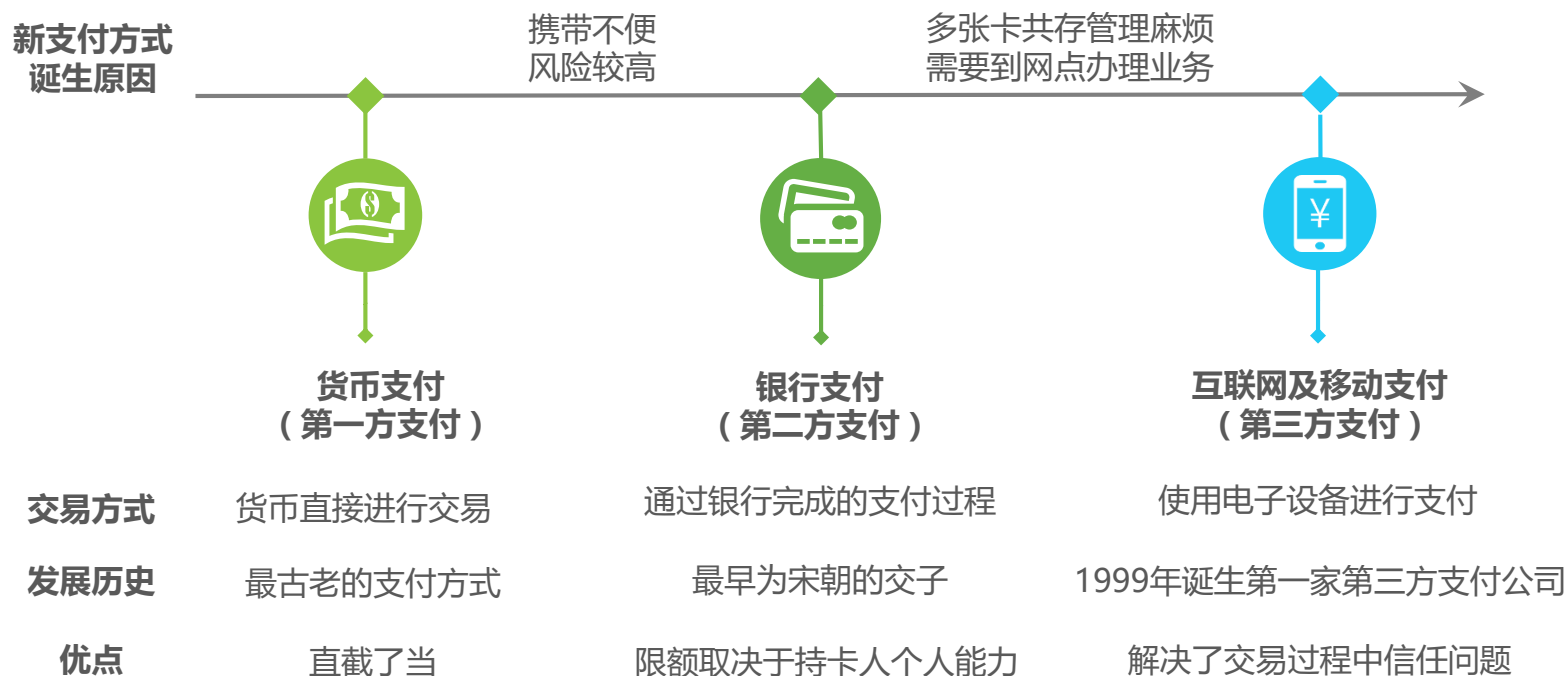 新支付方式
诞生原因
携带不便
风险较高
多张卡共存管理麻烦
需要到网点办理业务
$
¥
货币支付
（第一方支付）
银行支付
（第二方支付）
互联网及移动支付
（第三方支付）
交易方式
货币直接进行交易
通过银行完成的支付过程
使用电子设备进行支付
发展历史
最古老的支付方式
最早为宋朝的交子
1999年诞生第一家第三方支付公司
优点
直截了当
限额取决于持卡人个人能力
解决了交易过程中信任问题